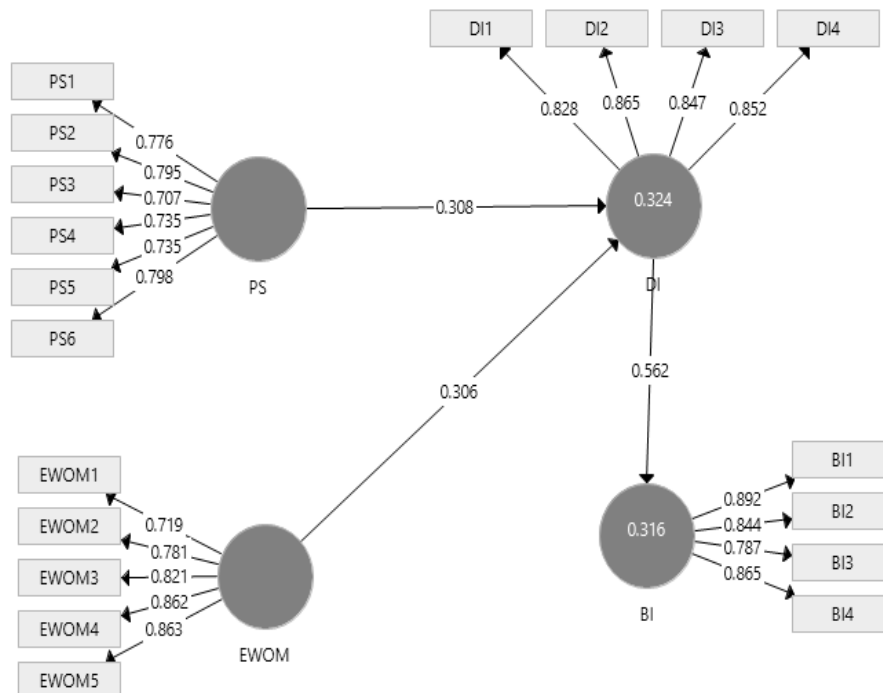 DI1
DI2
DI3
DI4
0.828
0.865
0.847
0.852
PS1
PS2
PS3
PS4
PS5
PS6
0.776
0.795
0.707
0.735
0.735
0.798
PS
0.308
0.324
DI
0.306
0.562
EWOM1
EWOM2
EWOM3
EWOM4
EWOM5
0.719
0.781
0.821
0.862
0.863
EWOM
0.316
BI
0.892
0.844
0.787
0.865
BI1
BI2
BI3
BI4